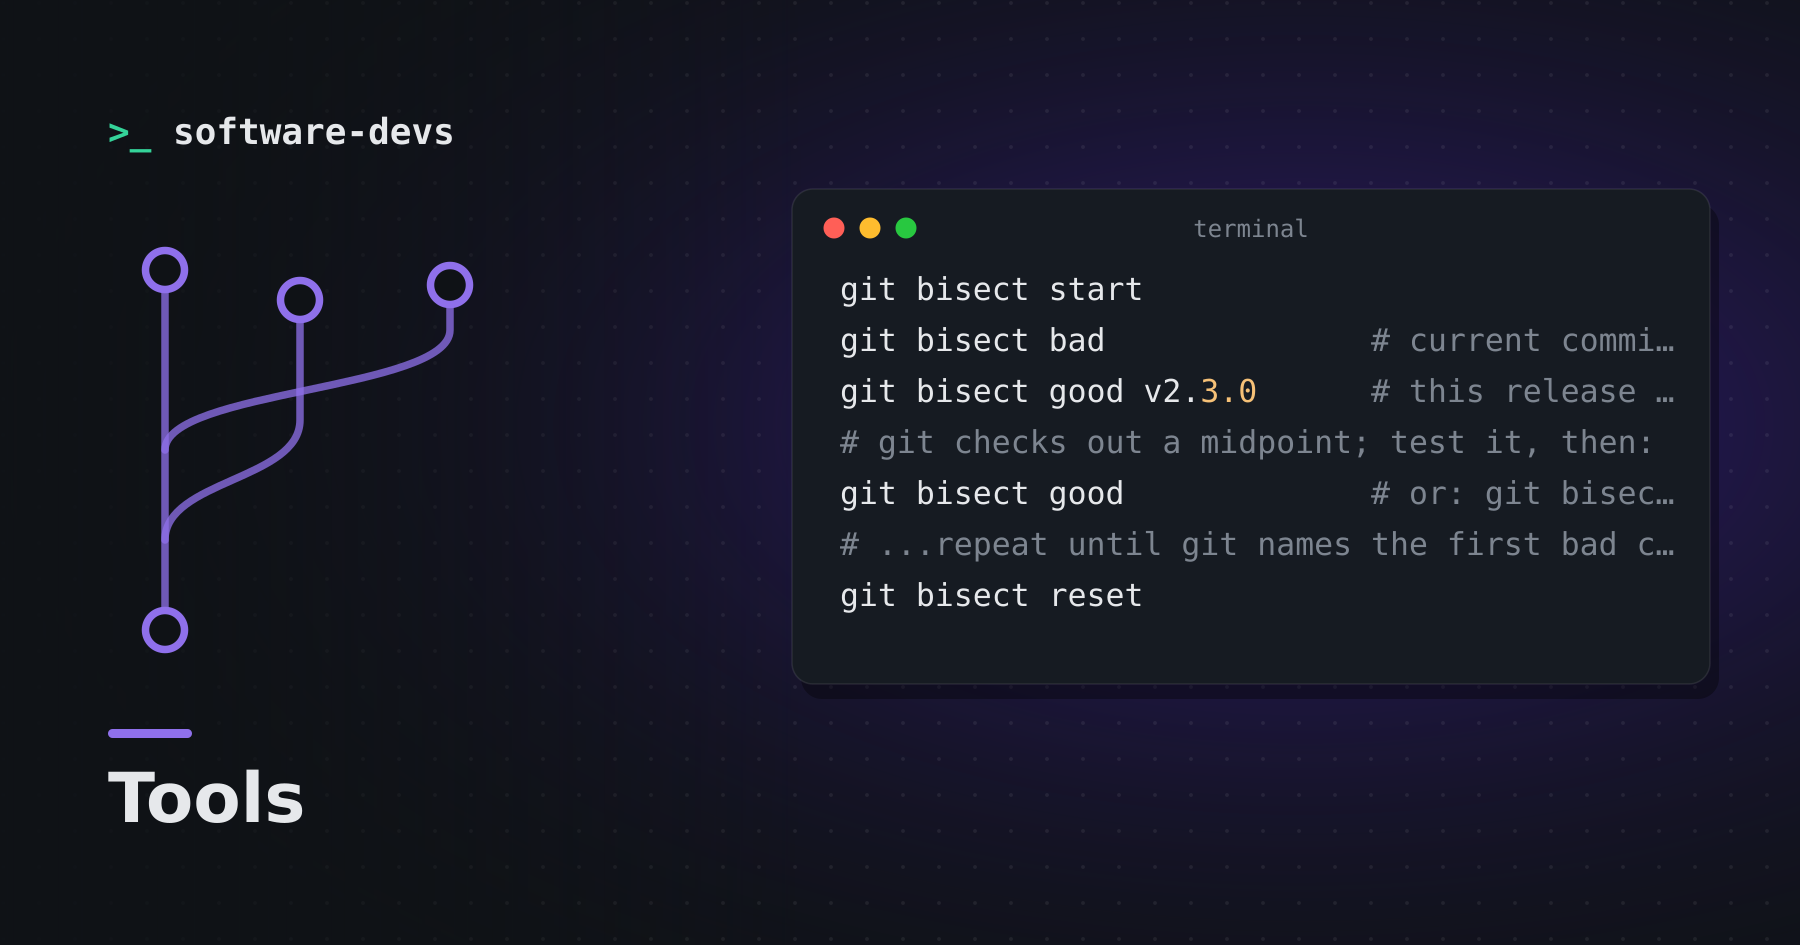 >_ software-devs
terminal
git bisect start
git bisect bad              # current commi…
git bisect good v2.3.0      # this release …
# git checks out a midpoint; test it, then:
git bisect good             # or: git bisec…
# ...repeat until git names the first bad c…
git bisect reset
Tools